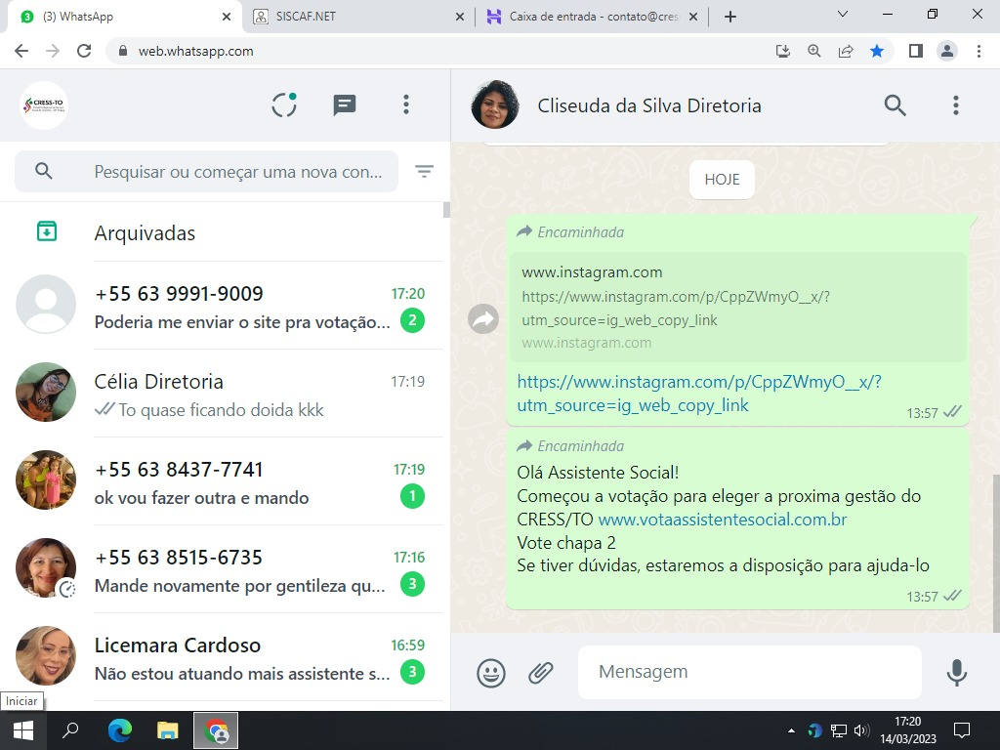 (3) WhatsApp
SISCAF.NET
Caixa de entrada - contato@cres
web.whatsapp.com
CRESS-TO
Cliseuda da Silva Diretoria
Pesquisar ou começar uma nova con...
HOJE
Arquivadas
+55 63 9991-9009
17:20
Poderia me enviar o site pra votação...
2
Célia Diretoria
17:19
To quase ficando doida kkk
+55 63 8437-7741
17:19
ok vou fazer outra e mando
1
+55 63 8515-6735
17:16
Mande novamente por gentileza qu...
3
Licemara Cardoso
16:59
Não estou atuando mais assistente s...
3
Encaminhada
www.instagram.com
https://www.instagram.com/p/CppZWmyO__x/?
utm_source=ig_web_copy_link
www.instagram.com
https://www.instagram.com/p/CppZWmyO__x/?
utm_source=ig_web_copy_link
13:57
Encaminhada
Olá Assistente Social!
Começou a votação para eleger a proxima gestão do
CRESS/TO www.votaassistentesocial.com.br
Vote chapa 2
Se tiver dúvidas, estaremos a disposição para ajuda-lo
13:57
Mensagem
Iniciar
17:20
14/03/2023